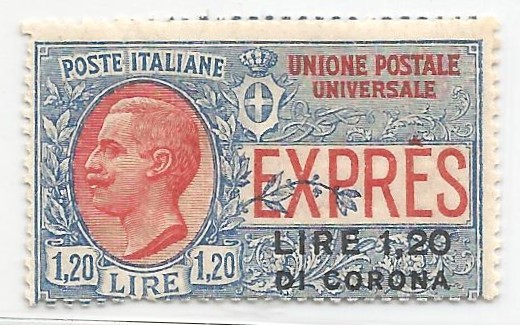 POSTE ITALIANE
UNIONE POSTALE
UNIVERSALE
EXPRÈS
LIRE 1,20
DI CORONA
1,20 LIRE 1,20